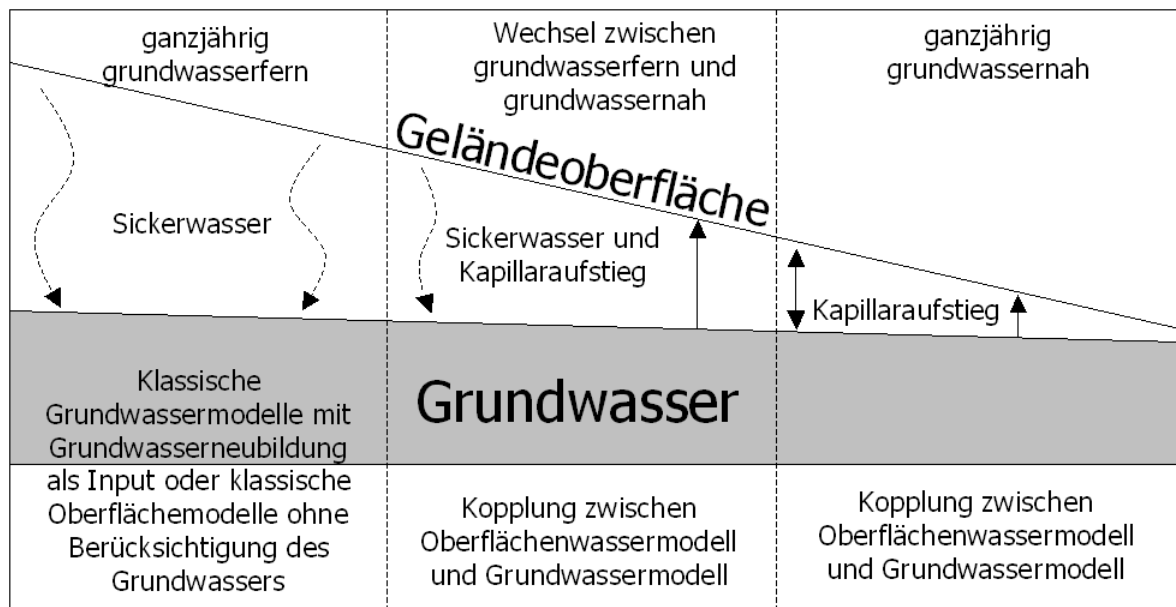 ganzjährig
grundwasserfern
Wechsel zwischen
grundwasserfern und
grundwassernah
ganzjährig
grundwassernah
Geländeoberfläche
Sickerwasser
Sickerwasser und
Kapillaraufstieg
Kapillaraufstieg
Grundwasser
Klassische
Grundwassermodelle mit
Grundwasserneubildung
als Input oder klassische
Oberflächemodelle ohne
Berücksichtigung des
Grundwassers
Kopplung zwischen
Oberflächenwassermodell
und Grundwassermodell
Kopplung zwischen
Oberflächenwassermodell
und Grundwassermodell